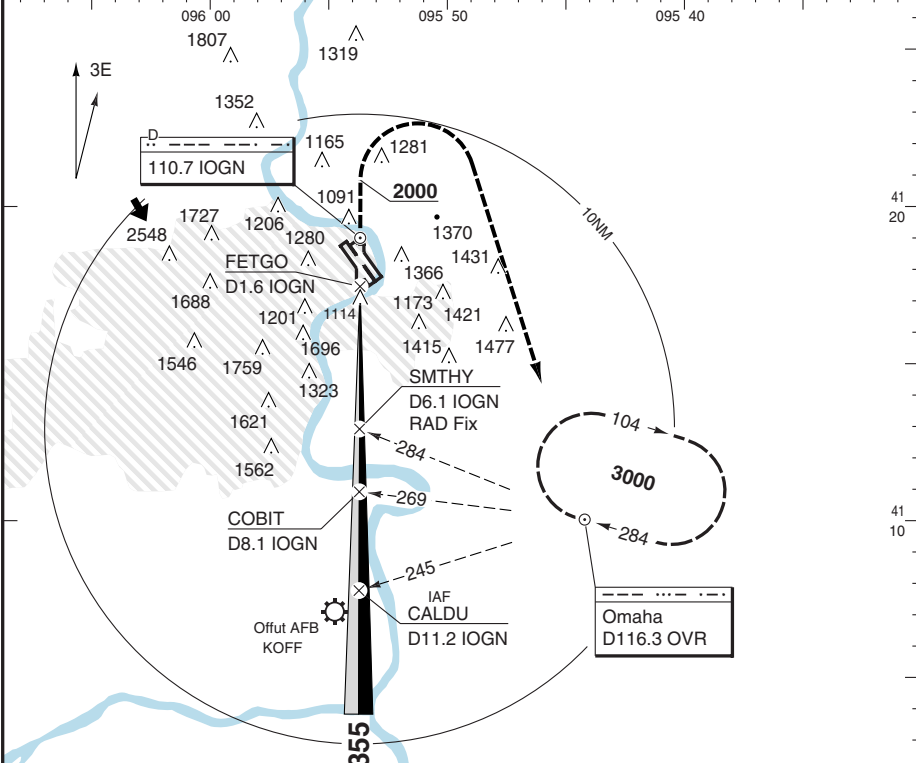 096 00
095 50
095 40
1807
1319
3E
1352
D
110.7 IOGN
1165
1281
2000
1091
10NM
41
20
2548
1727
1206
1280
1370
1431
FETGO
D1.6 IOGN
1366
1688
1201
1114
1173
1421
1546
1759
1696
1415
1477
1323
SMTHY
D6.1 IOGN
RAD Fix
1621
1562
284
104
3000
269
284
COBIT
D8.1 IOGN
41
10
245
IAF
CALDU
D11.2 IOGN
Offut AFB
KOFF
Omaha
D116.3 OVR
355